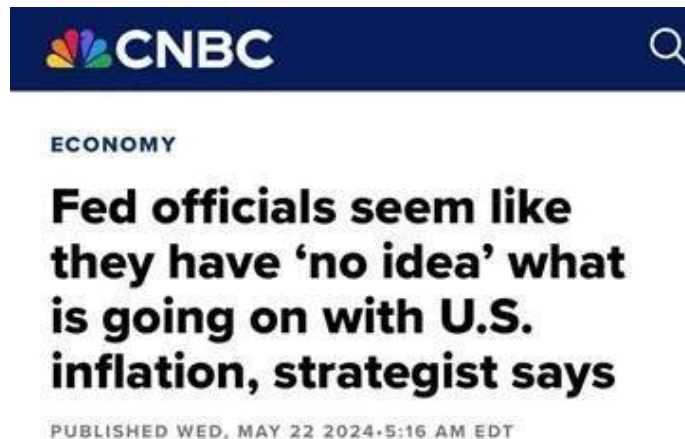 CNBC
ECONOMY
Fed officials seem like
they have ‘no idea’ what
is going on with U.S.
inflation, strategist says
PUBLISHED WED, MAY 22 2024•5:16 AM EDT